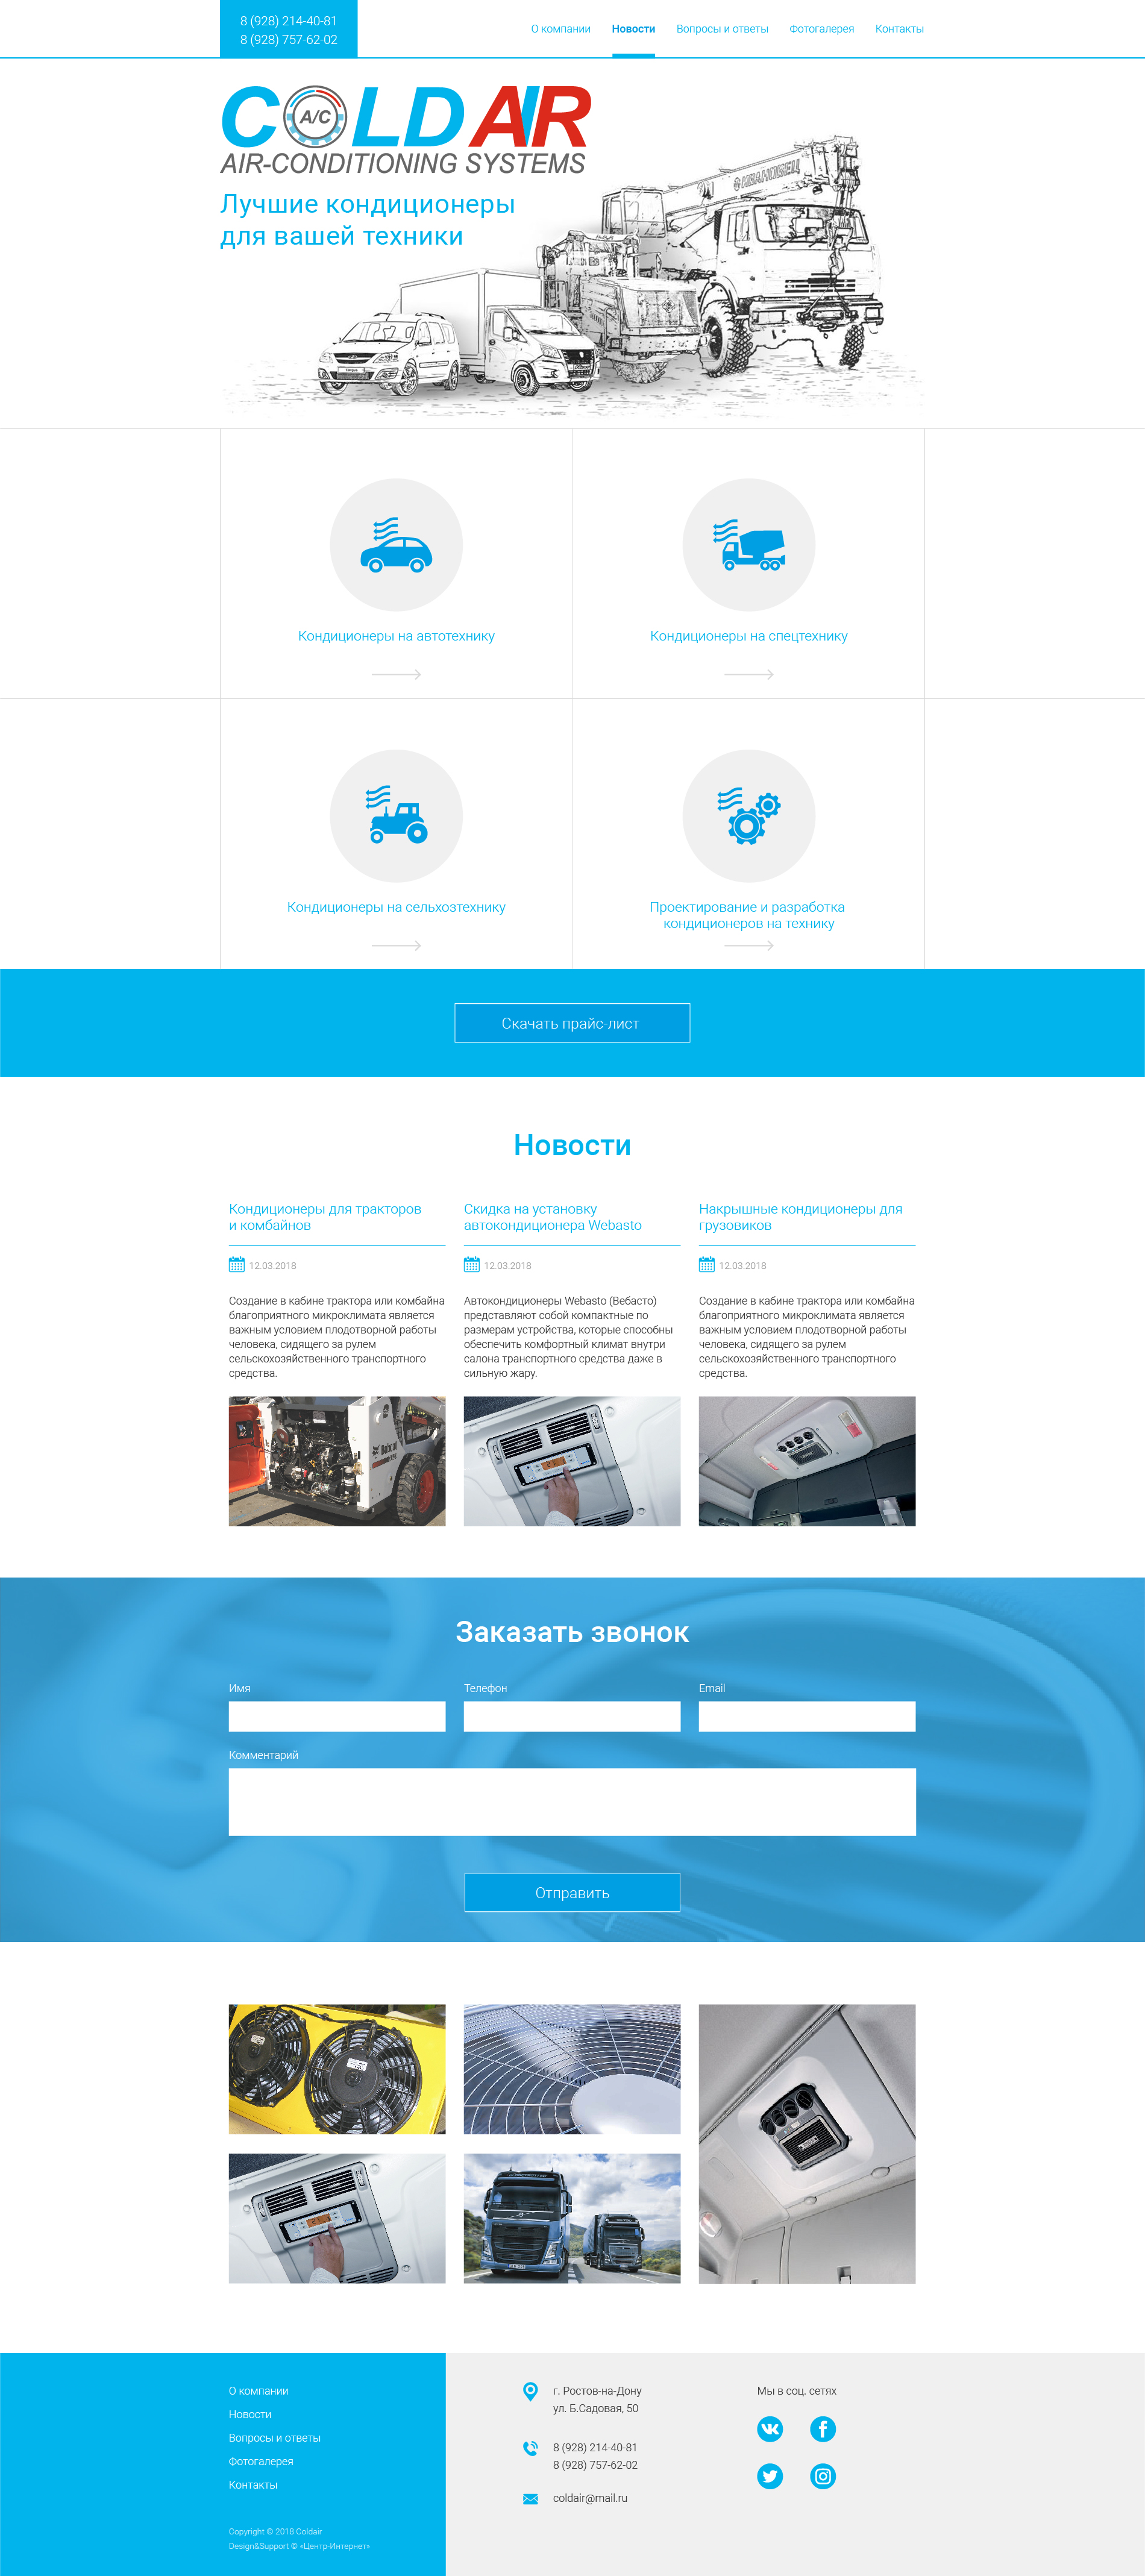 8 (928) 214-40-81
8 (928) 757-62-02
О компании Новости Вопросы и ответы Фотогалерея Контакты
COLD AIR
A/C
AIR-CONDITIONING SYSTEMS
Лучшие кондиционеры
для вашей техники
ИВАНОВЕЦ
Кондиционеры на автотехнику
Кондиционеры на спецтехнику
Кондиционеры на сельхозтехнику
Проектирование и разработка
кондиционеров на технику
Скачать прайс-лист
Новости
Кондиционеры для тракторов
и комбайнов
12.03.2018
Создание в кабине трактора или комбайна
благоприятного микроклимата является
важным условием плодотворной работы
человека, сидящего за рулем
сельскохозяйственного транспортного
средства.
Bobcat
Скидка на установку
автокондиционера Webasto
12.03.2018
Автокондиционеры Webasto (Вебасто)
представляют собой компактные по
размерам устройства, которые способны
обеспечить комфортный климат внутри
салона транспортного средства даже в
сильную жару.
Накрышные кондиционеры для
грузовиков
12.03.2018
Создание в кабине трактора или комбайна
благоприятного микроклимата является
важным условием плодотворной работы
человека, сидящего за рулем
сельскохозяйственного транспортного
средства.
Заказать звонок
Имя
Телефон
Email
Комментарий
Отправить
О компании
Новости
Вопросы и ответы
Фотогалерея
Контакты
Copyright © 2018 Coldair
Design&Support © «Центр-Интернет»
г. Ростов-на-Дону
ул. Б.Садовая, 50
8 (928) 214-40-81
8 (928) 757-62-02
coldair@mail.ru
Мы в соц. сетях